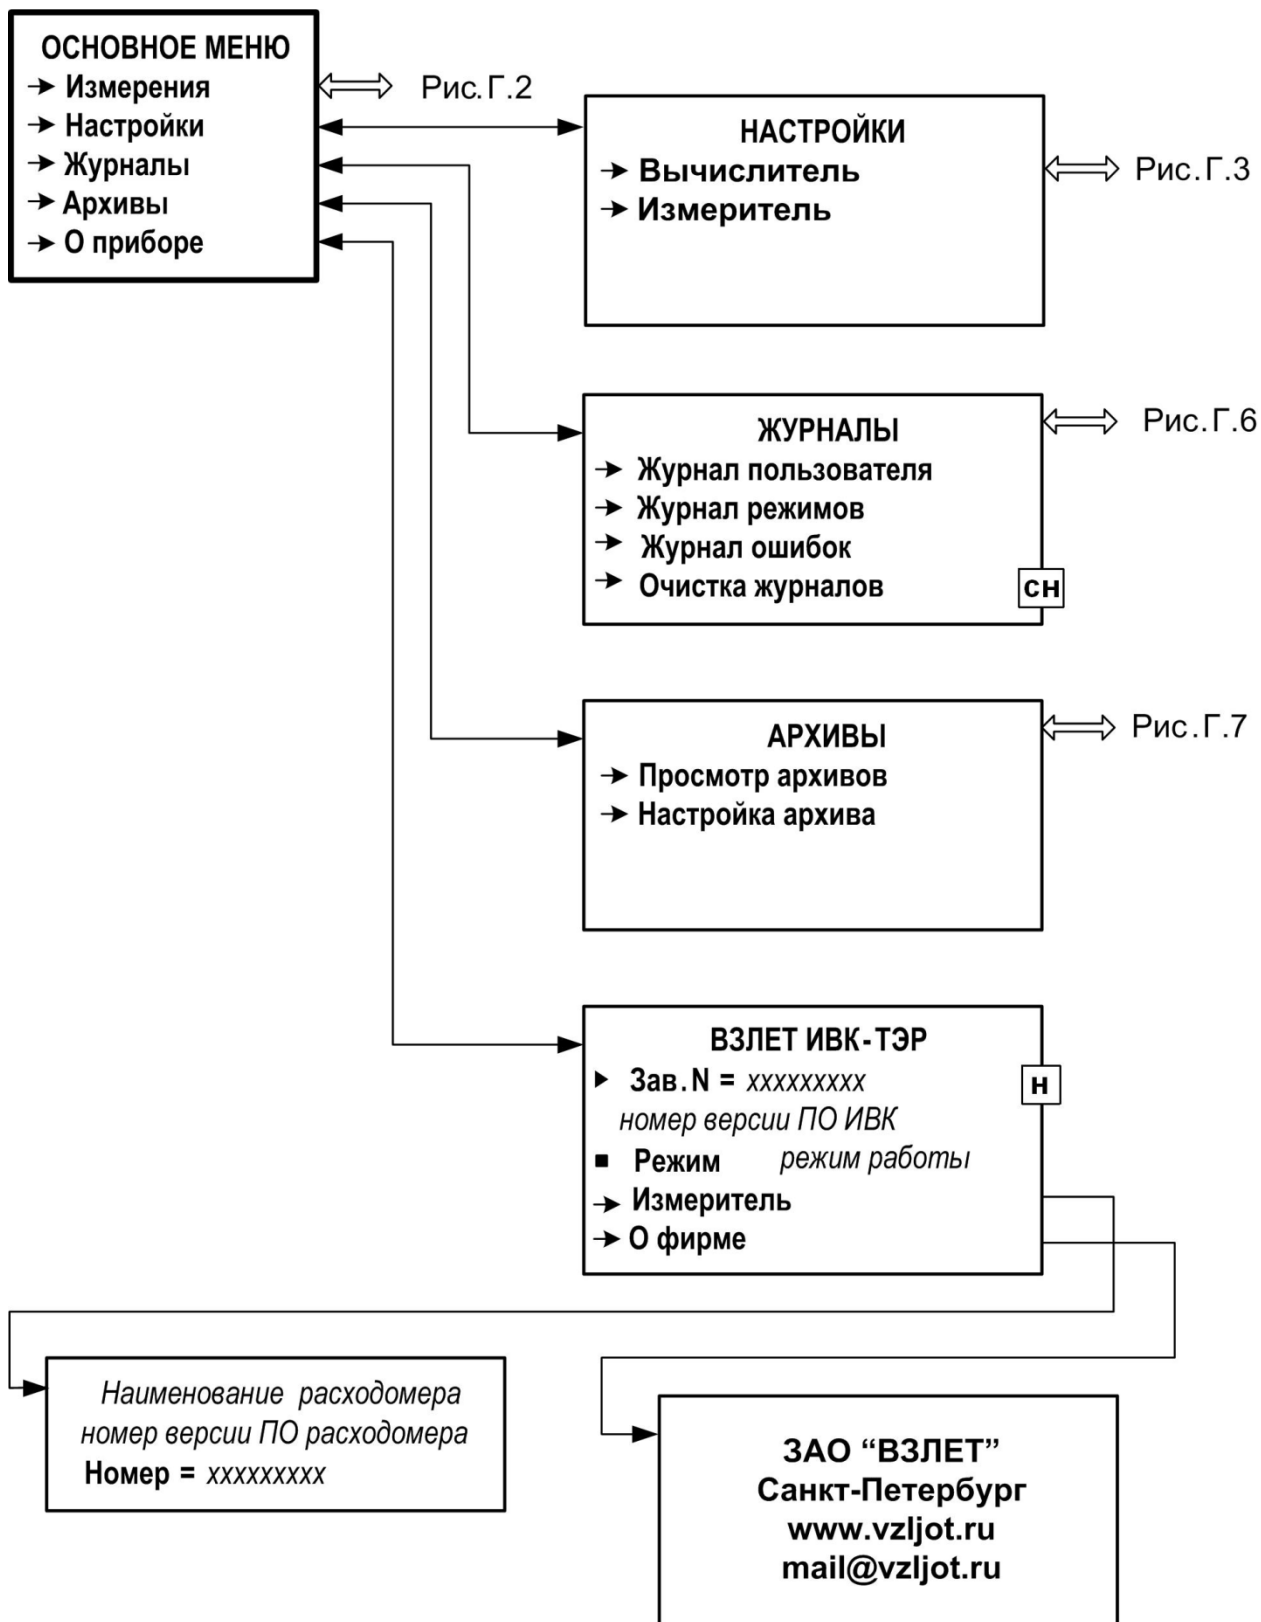 ОСНОВНОЕ МЕНЮ
Измерения
Настройки
Журналы
Архивы
О приборе
Рис.Г.2
НАСТРОЙКИ
Вычислитель
Измеритель
Рис.Г.3
ЖУРНАЛЫ
Журнал пользователя
Журнал режимов
Журнал ошибок
Очистка журналов
СН
Рис.Г.6
АРХИВЫ
Просмотр архивов
Настройка архива
Рис.Г.7
ВЗЛЕТ ИВК-ТЭР
Зав.N = xxxxxxxxx
номер версии ПО ИВК
Режим режим работы
Измеритель
О фирме
Н
Наименование расходомера
номер версии ПО расходомера
Номер = xxxxxxxxx
ЗАО “ВЗЛЕТ”
Санкт-Петербург
www.vzljot.ru
mail@vzljot.ru